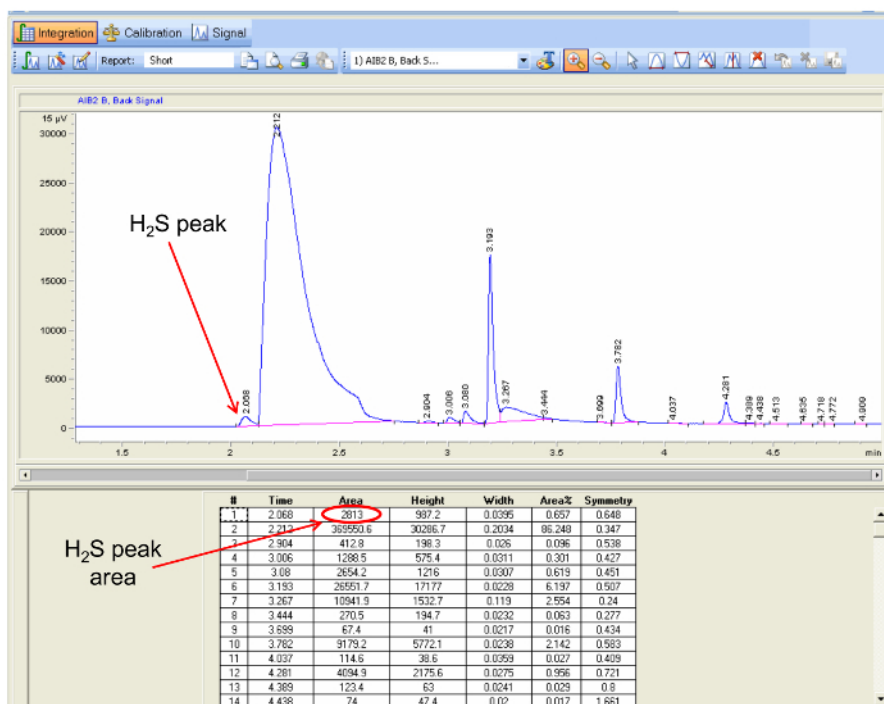 Integration Calibration Signal
Report: Short 1) AIB2 B, Back S...
AIB2 B, Back Signal
15 µV
30000
25000
20000
15000
10000
5000
0
H₂S peak
2.068
2.212
2.904
3.006
3.080
3.193
3.267
3.444
3.699
3.782
4.037
4.281
4.389
4.438
4.513
4.635
4.718
4.772
4.909
1.5 2 2.5 3 3.5 4 4.5 min
H₂S peak
area
# Time Area Height Width Area% Symmetry
1 2.068 2813 987.2 0.0395 0.657 0.648
2 2.212 369550.6 30286.7 0.2034 86.248 0.347
3 2.904 412.8 198.3 0.026 0.096 0.538
4 3.006 1288.5 575.4 0.0311 0.301 0.427
5 3.08 2654.2 1216 0.0307 0.619 0.451
6 3.193 26551.7 17177 0.0228 6.197 0.507
7 3.267 10941.9 1532.7 0.119 2.554 0.24
8 3.444 270.5 194.7 0.0232 0.063 0.277
9 3.699 67.4 41 0.0217 0.016 0.434
10 3.782 9179.2 5772.1 0.0238 2.142 0.583
11 4.037 114.6 38.6 0.0359 0.027 0.409
12 4.281 4094.9 2175.6 0.0275 0.956 0.721
13 4.389 123.4 63 0.0241 0.029 0.8
14 4.438 74 47.4 0.02 0.017 1.661